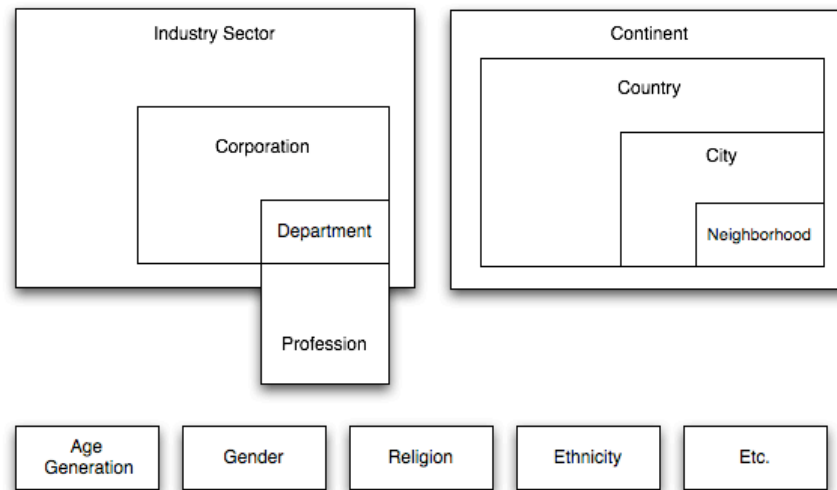 Industry Sector
Corporation
Department
Profession
Continent
Country
City
Neighborhood
Age
Generation
Gender
Religion
Ethnicity
Etc.